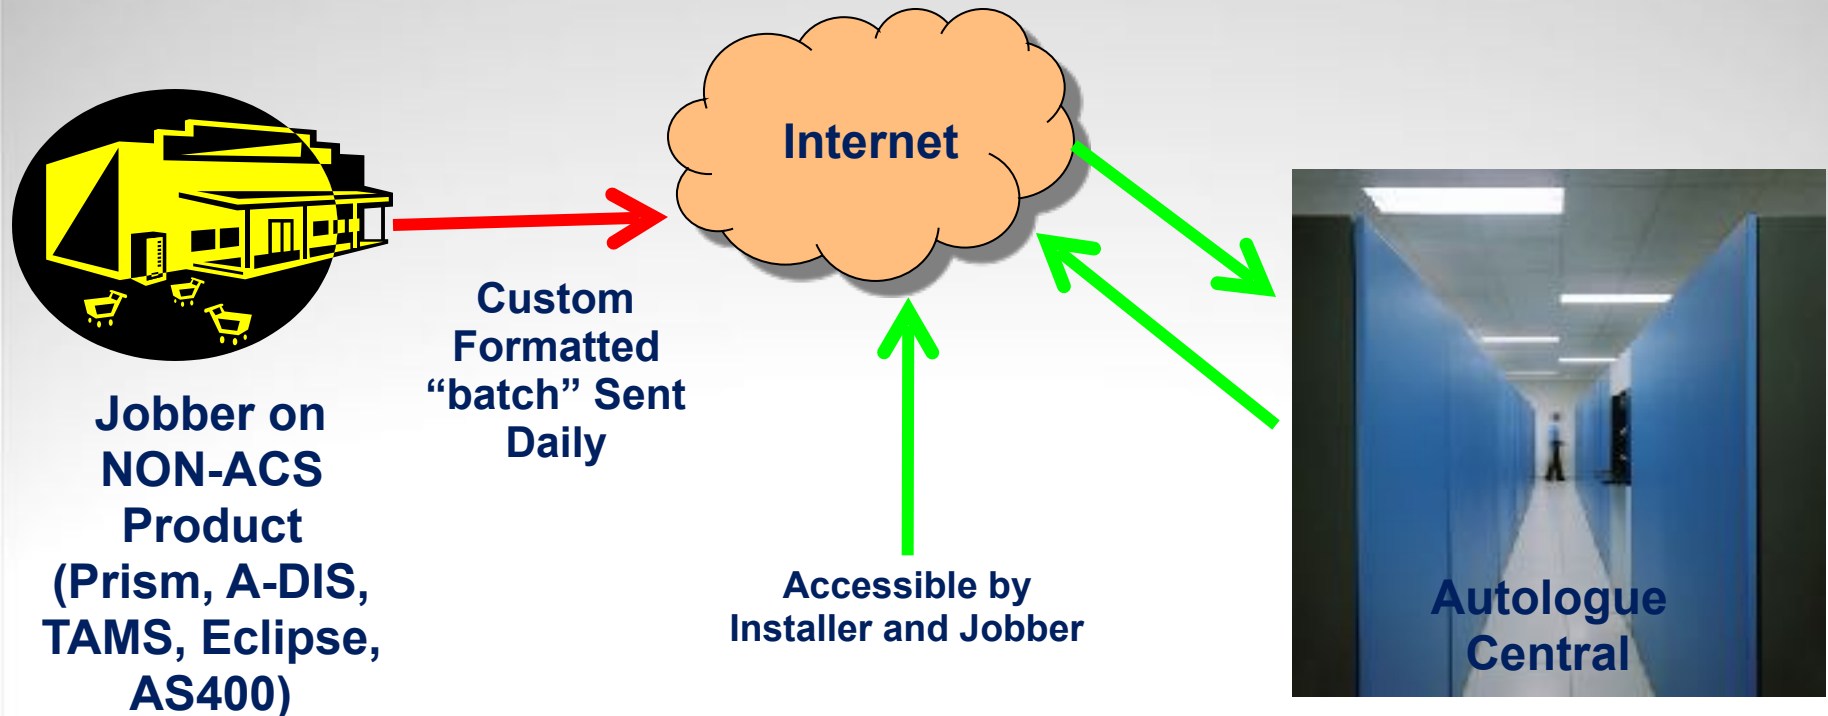 Internet
Custom
Formatted
“batch” Sent
Daily
Jobber on
NON-ACS
Product
(Prism, A-DIS,
TAMS, Eclipse,
AS400)
Accessible by
Installer and Jobber
Autologue
Central